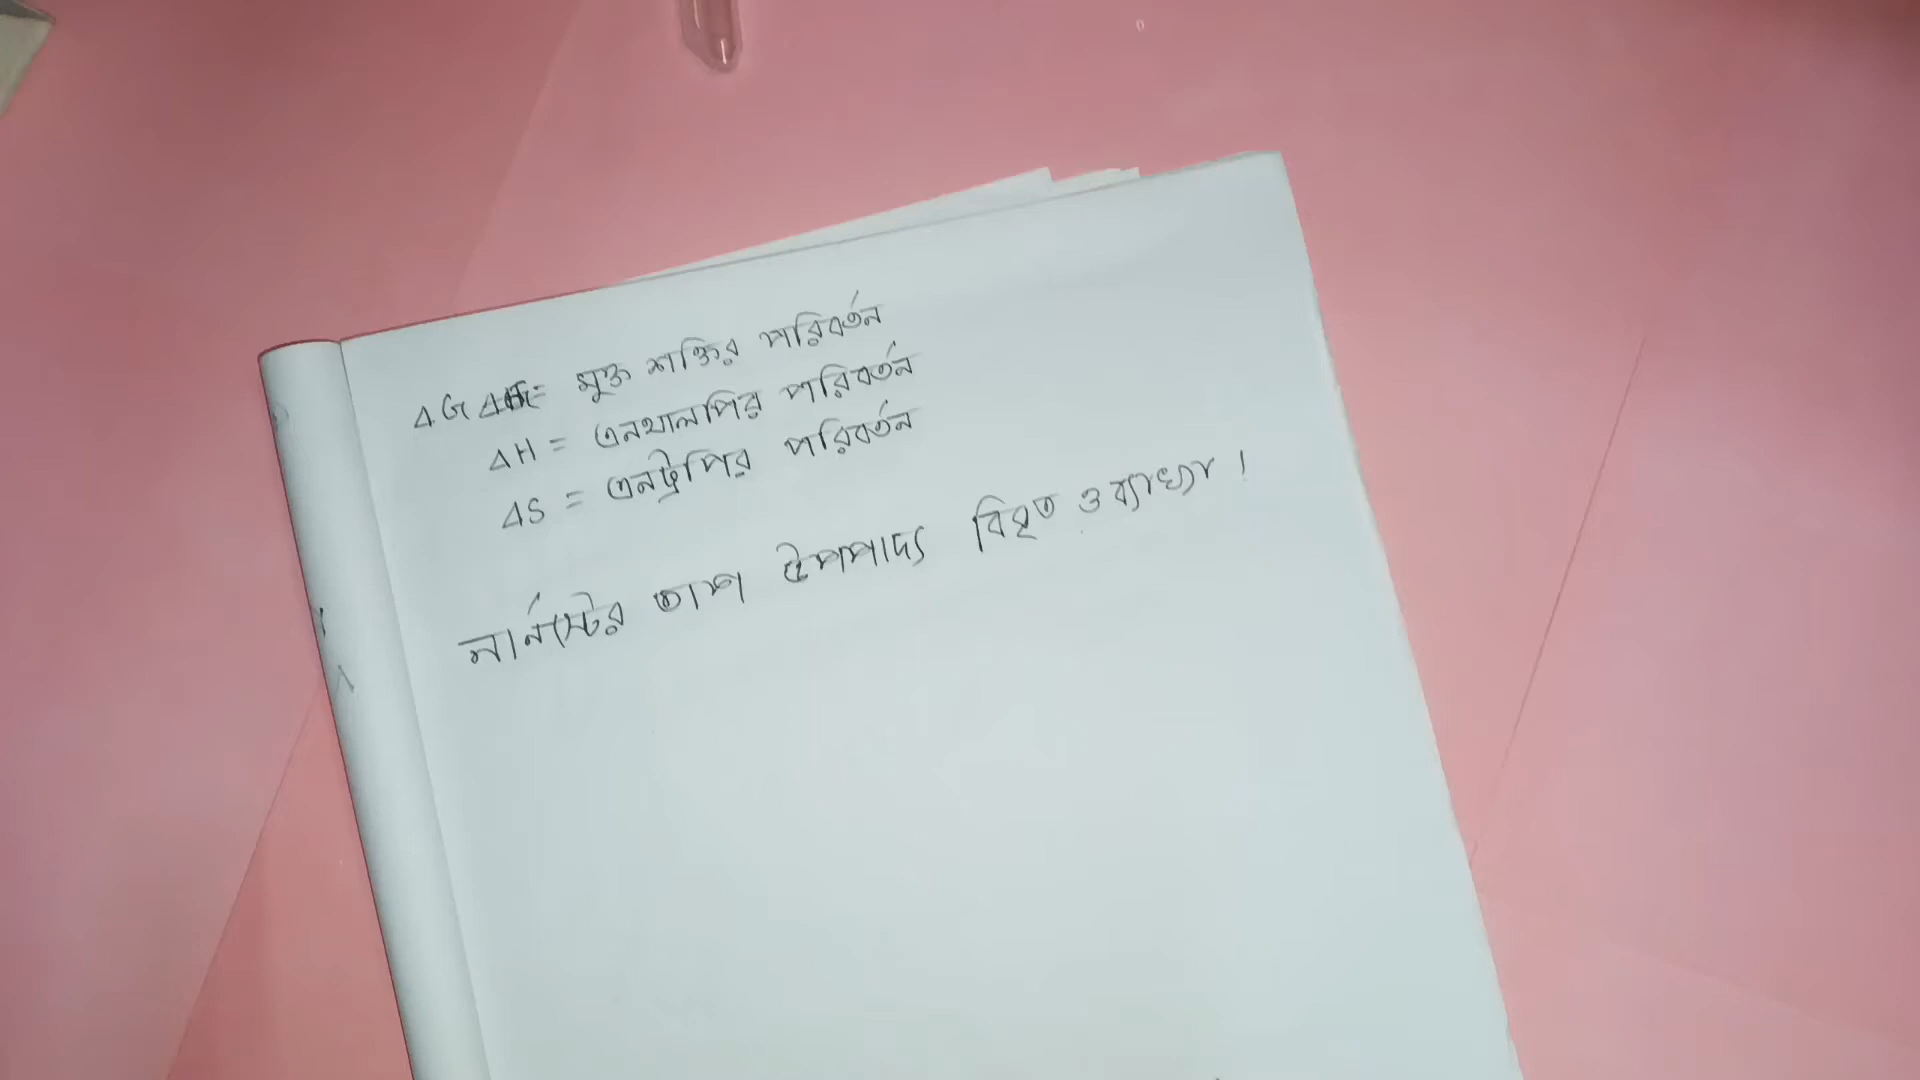 ΔG = মুক্ত শক্তির পরিবর্তন
ΔH = এনথালপির পরিবর্তন
ΔS = এনট্রপির পরিবর্তন
নার্নস্টের তাপ উপপাদ্য বিবৃত ও ব্যাখ্যা।